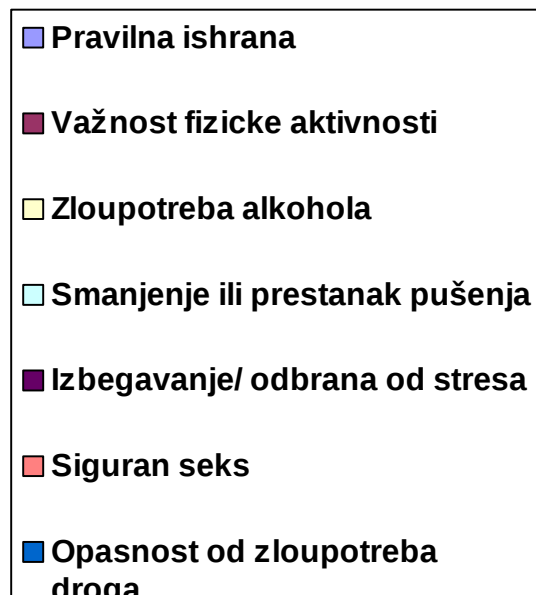 Pravilna ishrana
Važnost fizicke aktivnosti
Zloupotreba alkohola
Smanjenje ili prestanak pušenja
Izbegavanje/ odbrana od stresa
Siguran seks
Opasnost od zloupotreba
droga